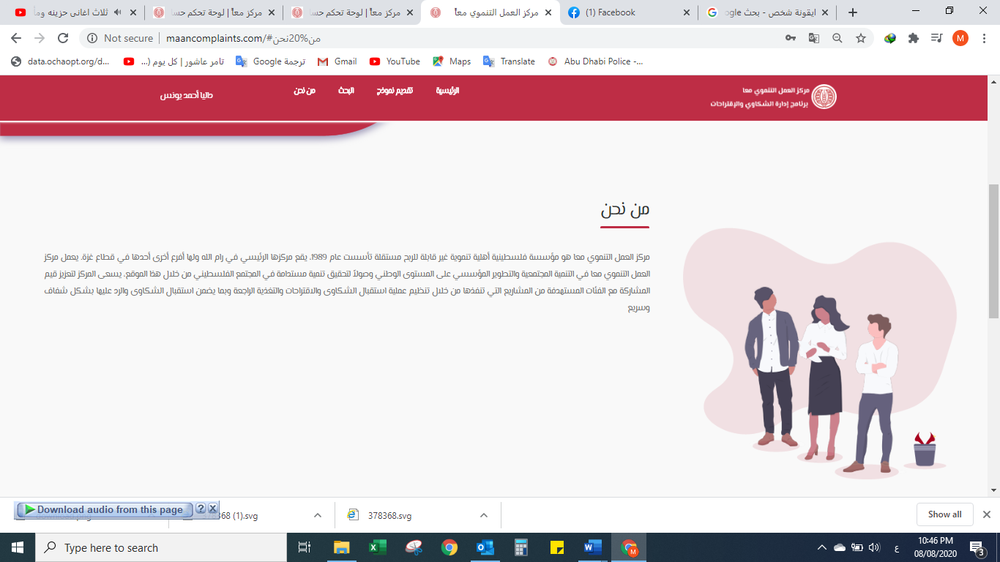 ثلاث اغاني حزينه وما
مركز معاً | لوحة تحكم حسا
مركز معاً | لوحة تحكم حسا
مركز العمل التنموي معاً
(1) Facebook
ايقونة شخص - بحث Google
Not secure | maancomplaints.com/#من%20نحن
data.ochaopt.org/d...
تامر عاشور | كل يوم (...
ترجمة Google
Gmail
YouTube
Maps
Translate
Abu Dhabi Police -...
مركز العمل التنموي معا
برنامج إدارة الشكاوي والإقتراحات
الرئيسية
تقديم نموذج
البحث
من نحن
طاليا أحمد يونس
من نحن
مركز العمل التنموي معا هو مؤسسة فلسطينية أهلية تنموية غير قابلة للربح مستقلة تأسست عام 1989. يقع مركزها الرئيسي في رام الله ولها أفرع أخرى أحدها في قطاع غزة. يعمل مركز
العمل التنموي معا في التنمية المجتمعية والتطوير المؤسسي على المستوى الوطني وصولاً لتحقيق تنمية مستدامة في المجتمع الفلسطيني من خلال هذا الموقع. يسعى المركز لتعزيز قيم
المشاركة مع الفئات المستهدفة من المشاريع التي تنفذها من خلال تنظيم عملية استقبال الشكاوى والاقتراحات والتغذية الراجعة وبما يضمن استقبال الشكاوى والرد عليها بشكل شفاف
وسريع
Download audio from this page
368 (1).svg
378368.svg
Show all
Type here to search
ع
10:46 PM
08/08/2020
3